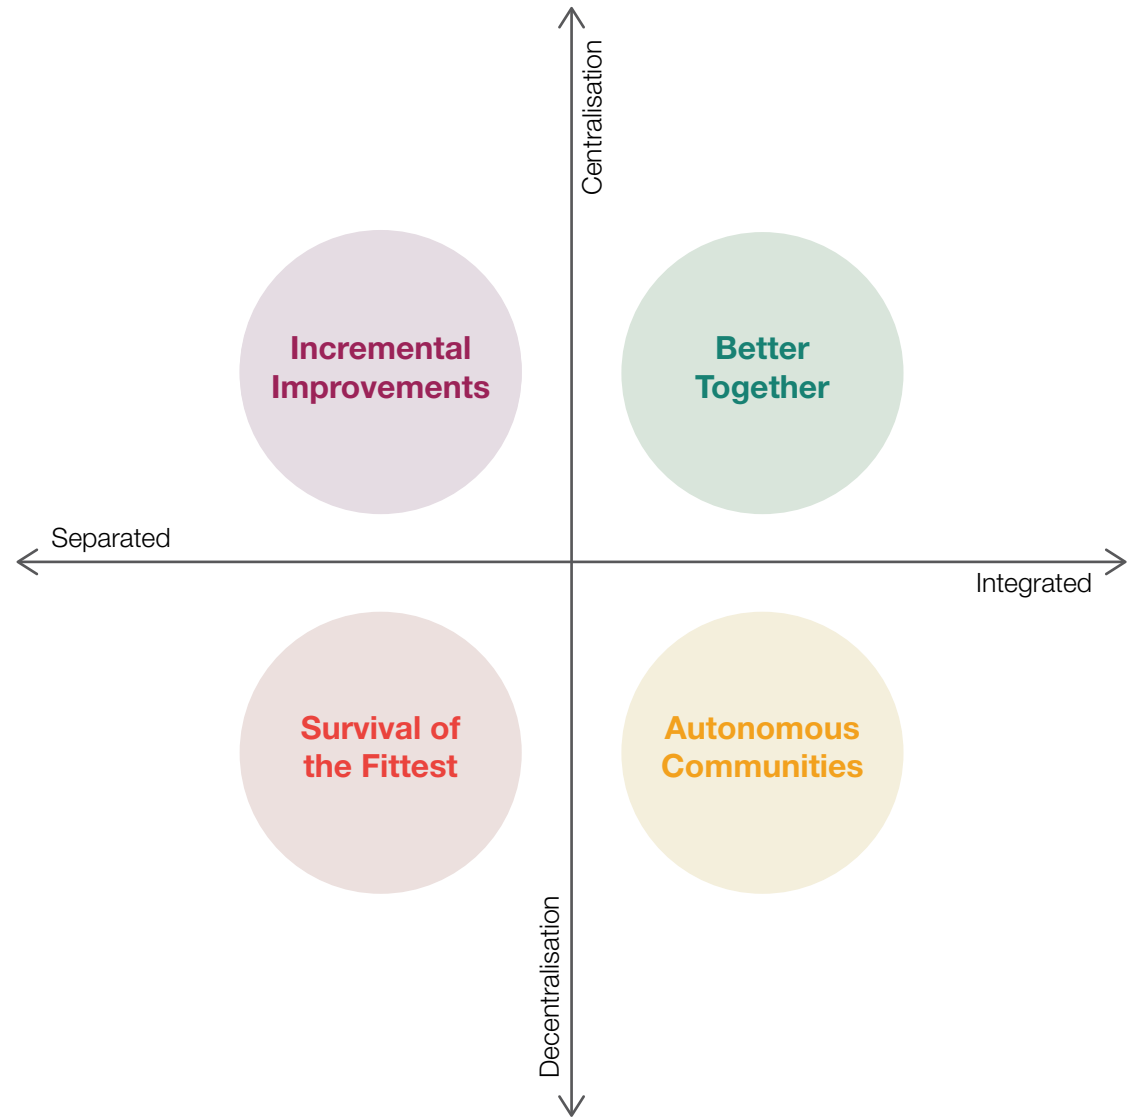 Centralisation
Incremental
Improvements
Better
Together
Separated
Integrated
Survival of
the Fittest
Autonomous
Communities
Decentralisation